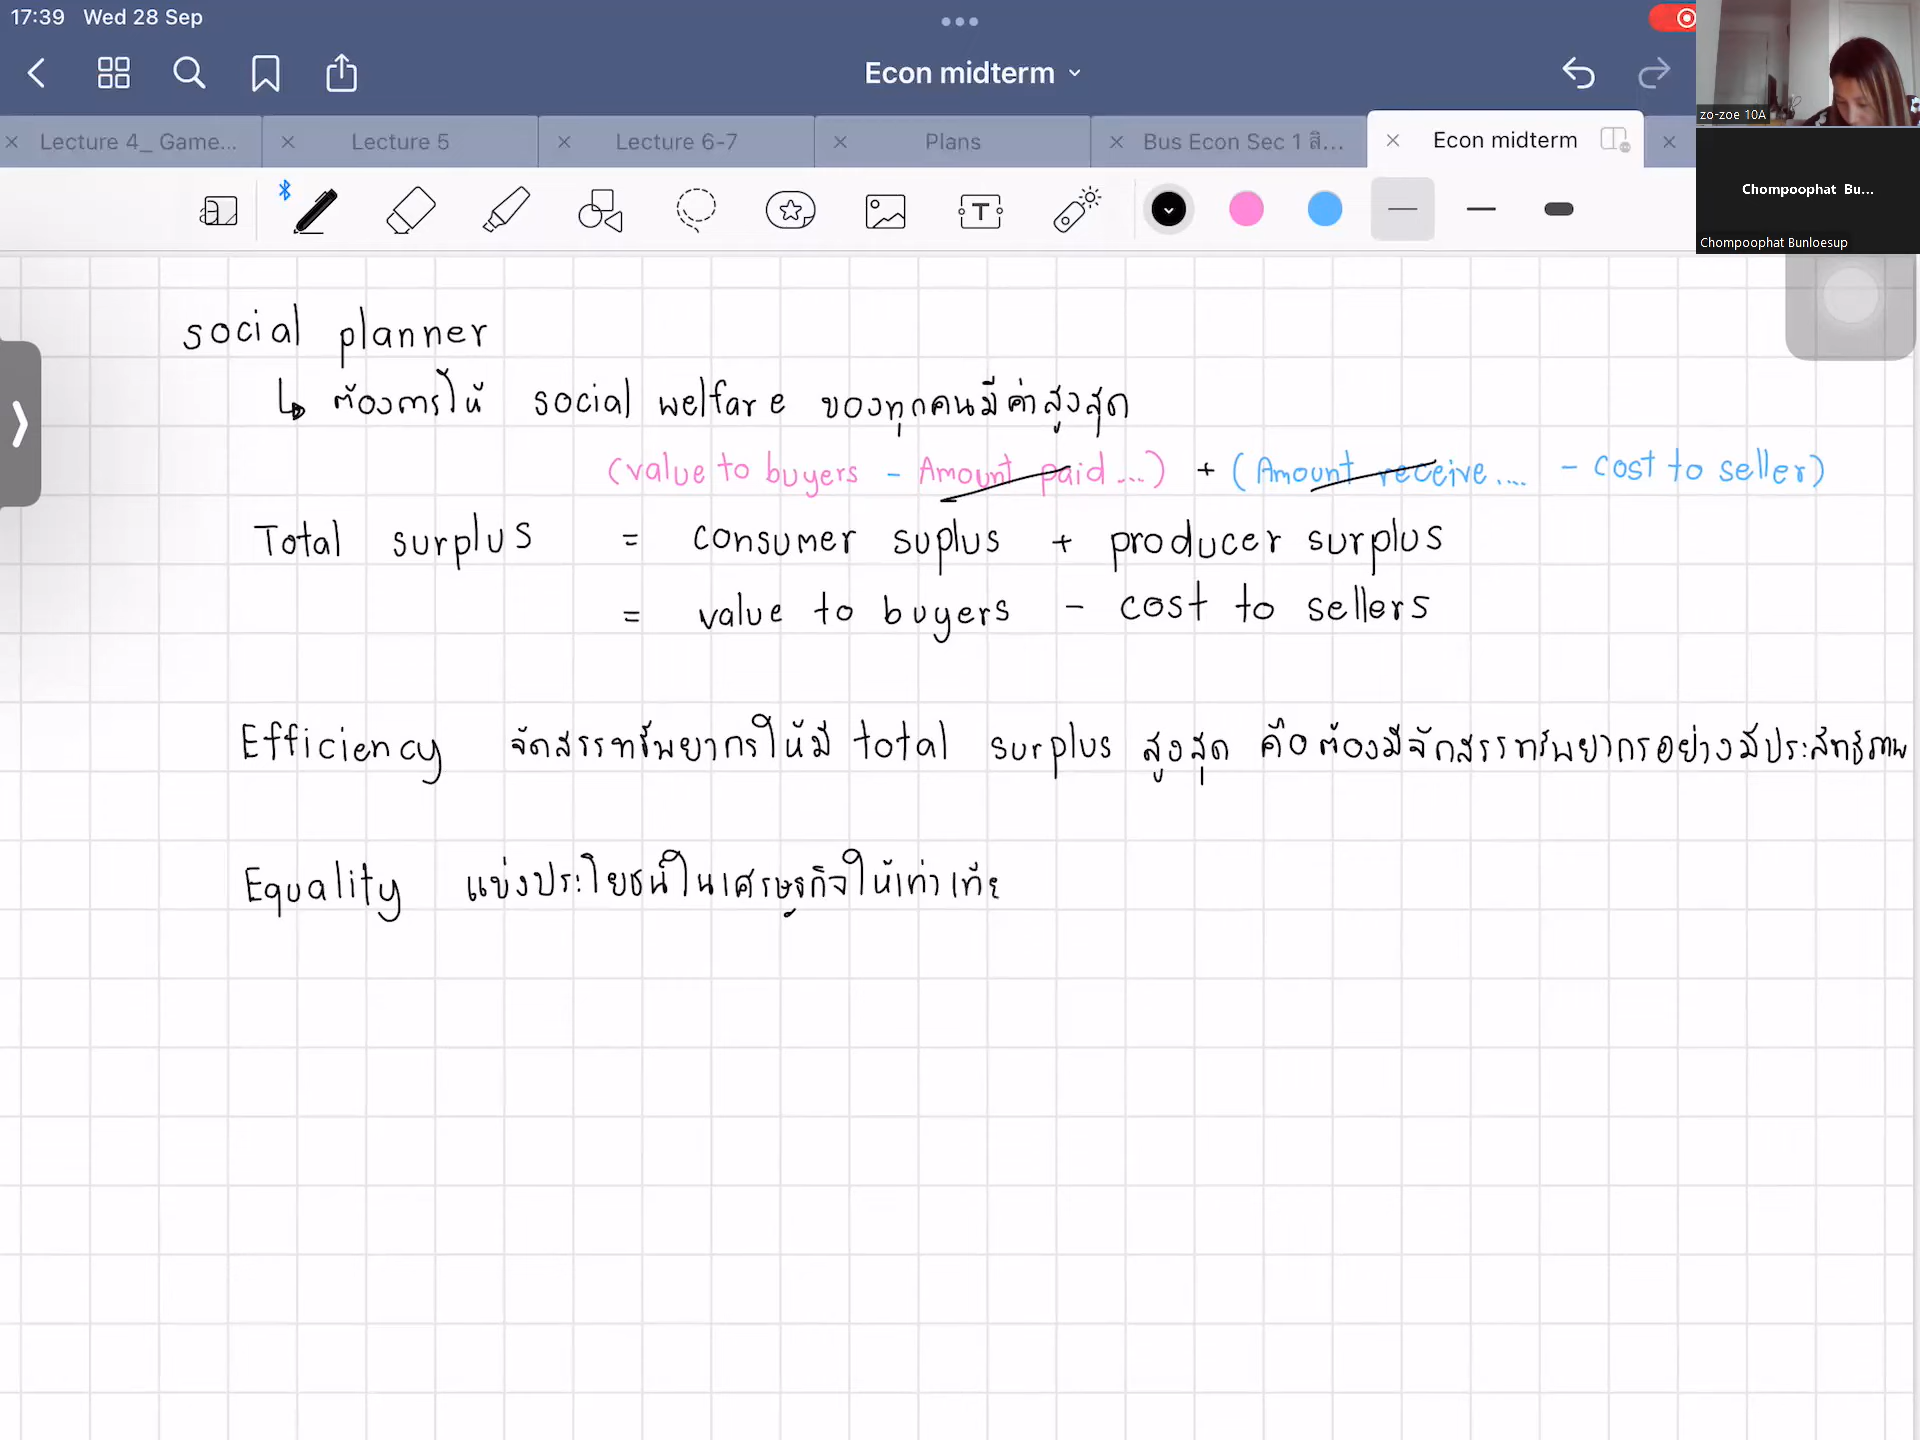 17:39 Wed 28 Sep
Econ midterm
Lecture 4_ Game...
Lecture 5
Lecture 6-7
Plans
Bus Econ Sec 1 สิ...
Econ midterm
zo-zoe 10A
Chompoophat Bu...
Chompoophat Bunloesup
social planner
↳ ต้องการให้ social welfare ของทุกคนมีค่าสูงสุด
(value to buyers - Amount paid ...) + (Amount receive .... - cost to seller)
Total surplus = consumer suplus + producer surplus
= value to buyers - cost to sellers
Efficiency จัดสรรทรัพยากรให้มี total surplus สูงสุด คือต้องมีจัดสรรทรัพยากรอย่างมีประสิทธิภาพ
Equality แบ่งประโยชน์ในเศรษฐกิจให้เท่าเทีย